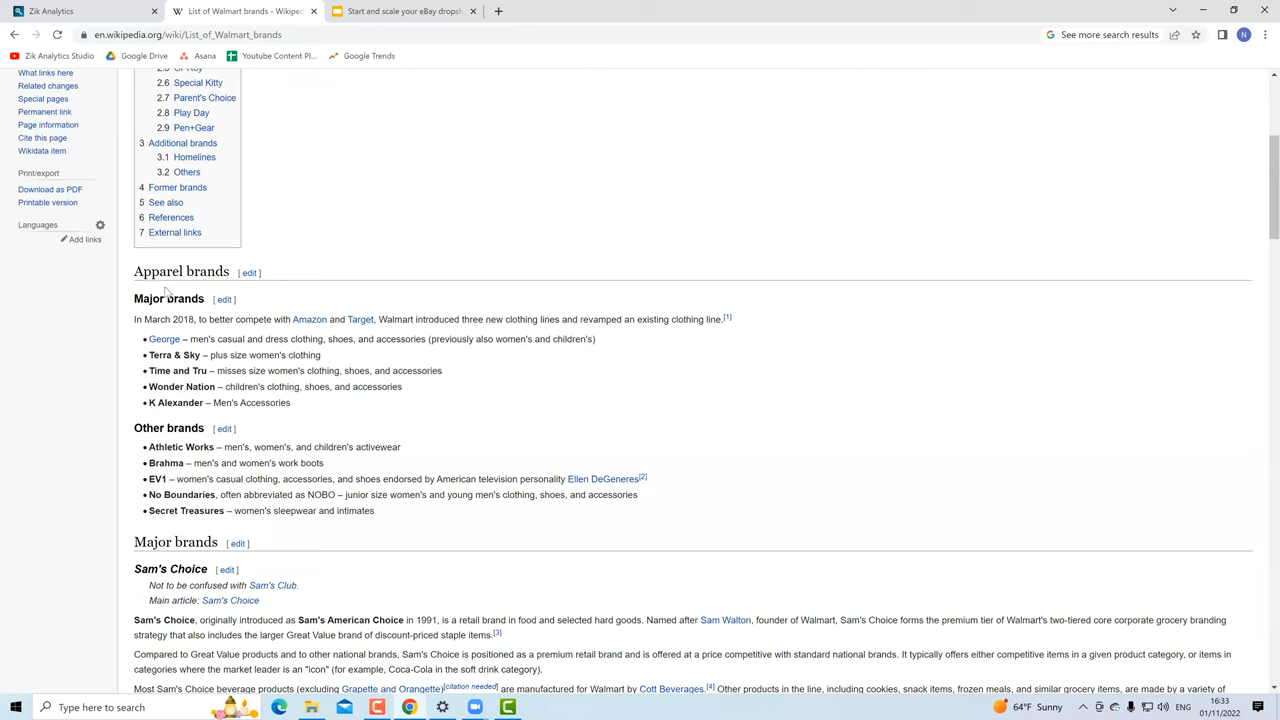 Zik Analytics
List of Walmart brands - Wikiped
Start and scale your eBay dropsh
en.wikipedia.org/wiki/List_of_Walmart_brands
See more search results
N
Zik Analytics Studio
Google Drive
Asana
Youtube Content Pl...
Google Trends
What links here
Related changes
Special pages
Permanent link
Page information
Cite this page
Wikidata item
Print/export
Download as PDF
Printable version
Languages
Add links
2.6 Special Kitty
2.7 Parent's Choice
2.8 Play Day
2.9 Pen+Gear
3 Additional brands
3.1 Homelines
3.2 Others
4 Former brands
5 See also
6 References
7 External links
Apparel brands [ edit ]
Major brands [ edit ]
In March 2018, to better compete with Amazon and Target, Walmart introduced three new clothing lines and revamped an existing clothing line.[1]
• George – men's casual and dress clothing, shoes, and accessories (previously also women's and children's)
• Terra & Sky – plus size women's clothing
• Time and Tru – misses size women's clothing, shoes, and accessories
• Wonder Nation – children's clothing, shoes, and accessories
• K Alexander – Men's Accessories
Other brands [ edit ]
• Athletic Works – men's, women's, and children's activewear
• Brahma – men's and women's work boots
• EV1 – women's casual clothing, accessories, and shoes endorsed by American television personality Ellen DeGeneres[2]
• No Boundaries, often abbreviated as NOBO – junior size women's and young men's clothing, shoes, and accessories
• Secret Treasures – women's sleepwear and intimates
Major brands [ edit ]
Sam's Choice [ edit ]
Not to be confused with Sam's Club.
Main article: Sam's Choice
Sam's Choice, originally introduced as Sam's American Choice in 1991, is a retail brand in food and selected hard goods. Named after Sam Walton, founder of Walmart, Sam's Choice forms the premium tier of Walmart's two-tiered core corporate grocery branding
strategy that also includes the larger Great Value brand of discount-priced staple items.[3]
Compared to Great Value products and to other national brands, Sam's Choice is positioned as a premium retail brand and is offered at a price competitive with standard national brands. It typically offers either competitive items in a given product category, or items in
categories where the market leader is an "icon" (for example, Coca-Cola in the soft drink category).
Most Sam's Choice beverage products (excluding Grapette and Orangette)[citation needed] are manufactured for Walmart by Cott Beverages.[4] Other products in the line, including cookies, snack items, frozen meals, and similar grocery items, are made by a variety of
Type here to search
64°F Sunny
16:33
01/11/2022